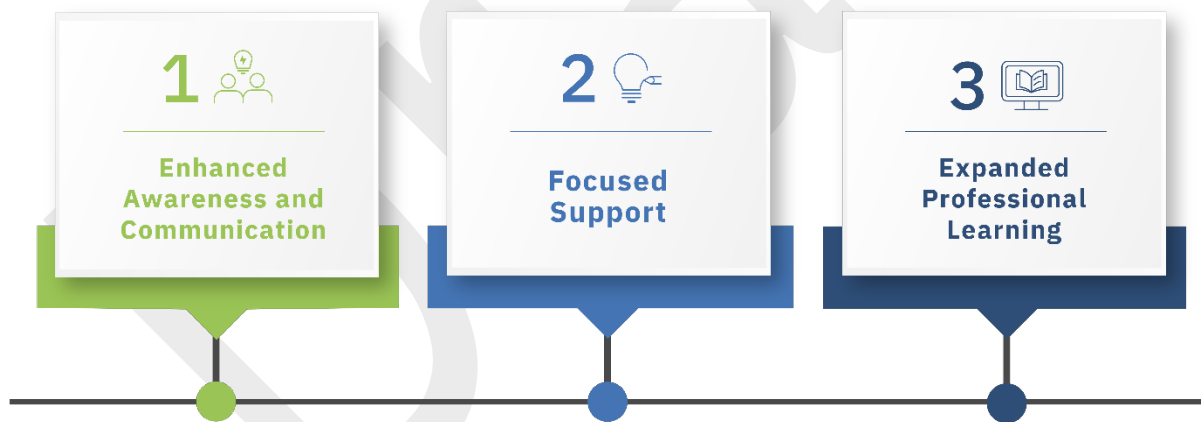 1
Enhanced
Awareness and
Communication
2
Focused
Support
3
Expanded
Professional
Learning